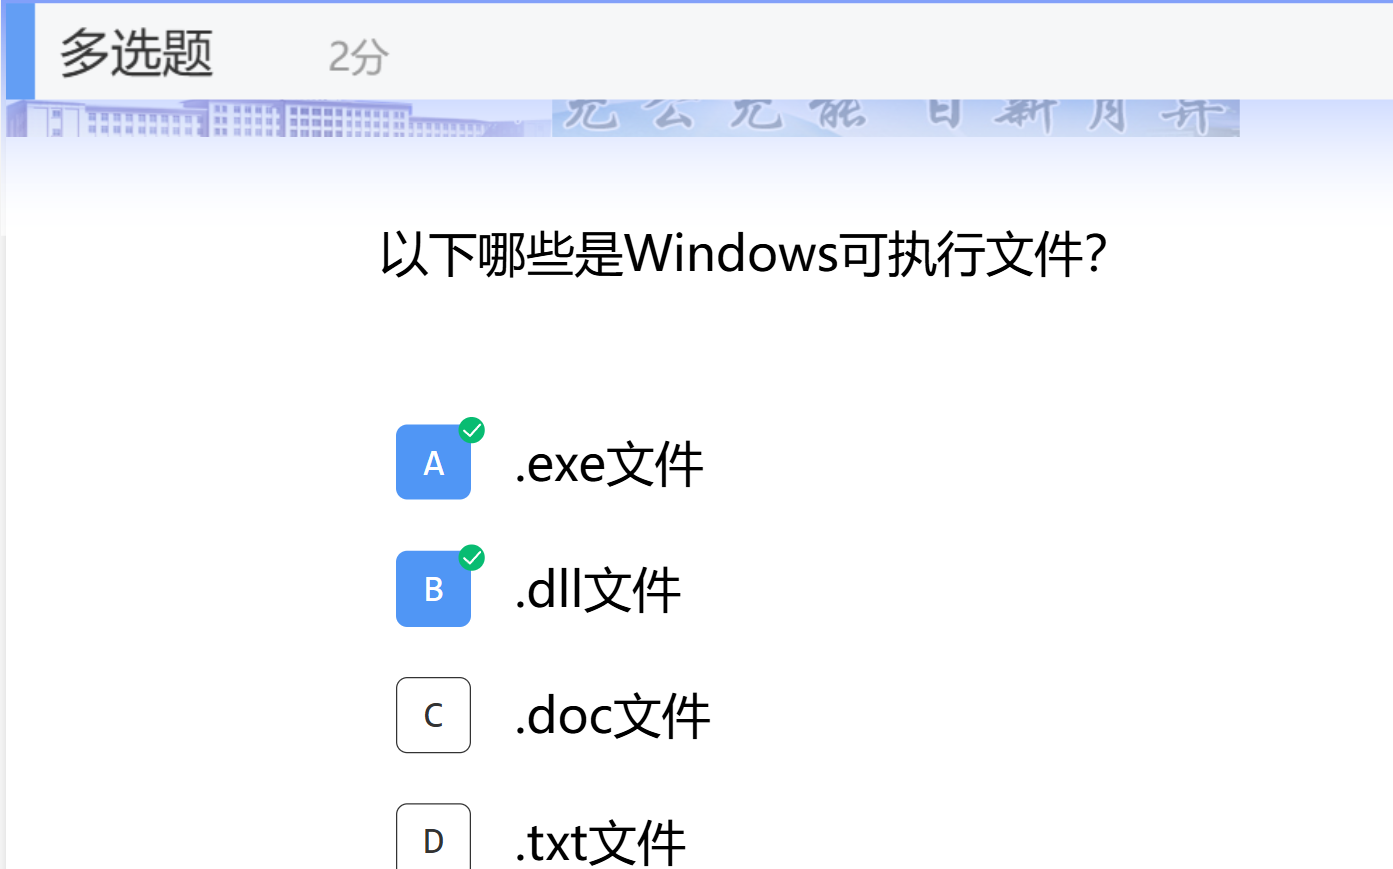 多选题 2分
以下哪些是Windows可执行文件？
A .exe文件
B .dll文件
C .doc文件
D .txt文件